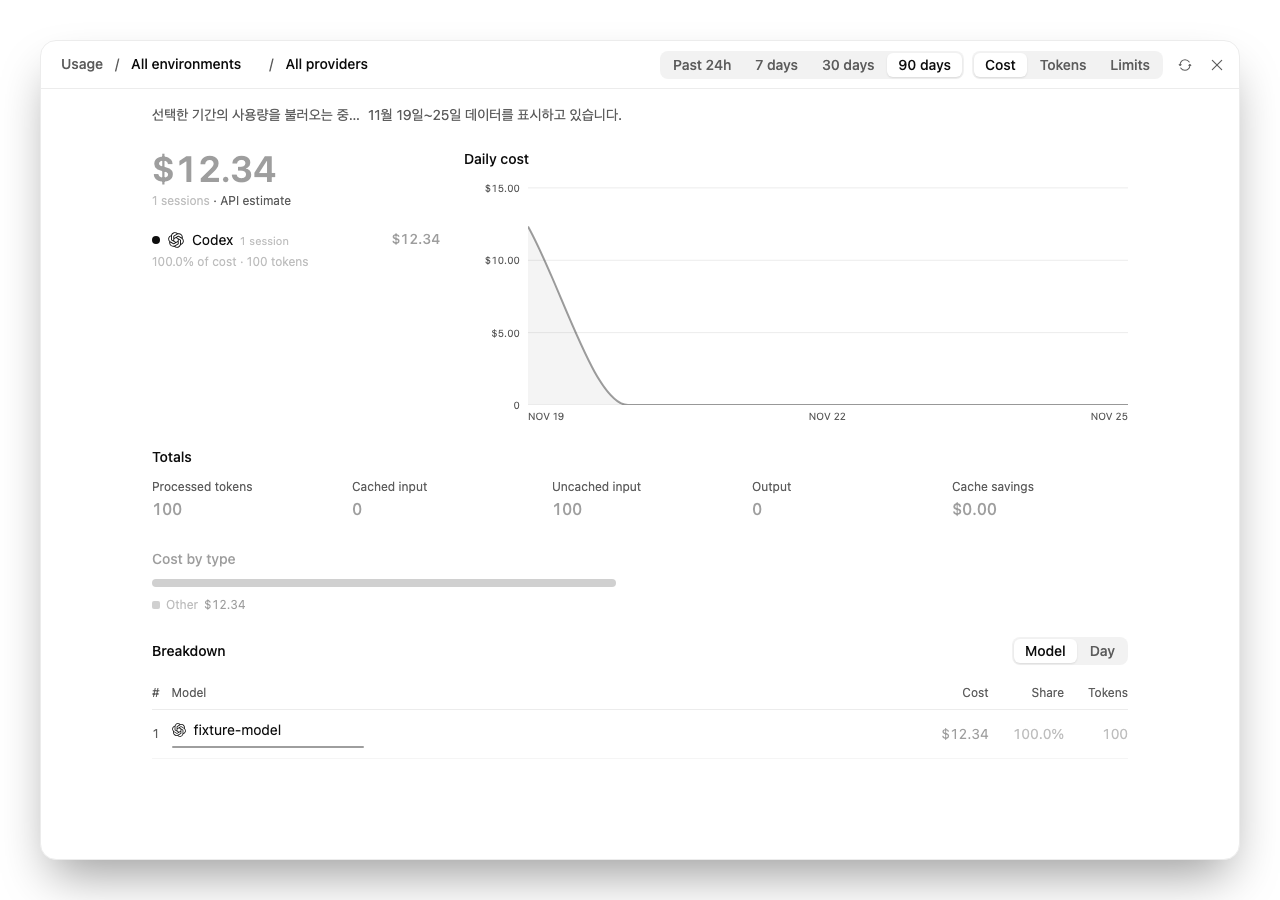 Usage / All environments / All providers
Past 24h 7 days 30 days 90 days Cost Tokens Limits
선택한 기간의 사용량을 불러오는 중... 11월 19일~25일 데이터를 표시하고 있습니다.
$12.34
1 sessions · API estimate
Codex 1 session $12.34
100.0% of cost · 100 tokens
Daily cost
$15.00
$10.00
$5.00
0
NOV 19 NOV 22 NOV 25
Totals
Processed tokens Cached input Uncached input Output Cache savings
100 0 100 0 $0.00
Cost by type
Other $12.34
Breakdown Model Day
# Model Cost Share Tokens
1 fixture-model $12.34 100.0% 100